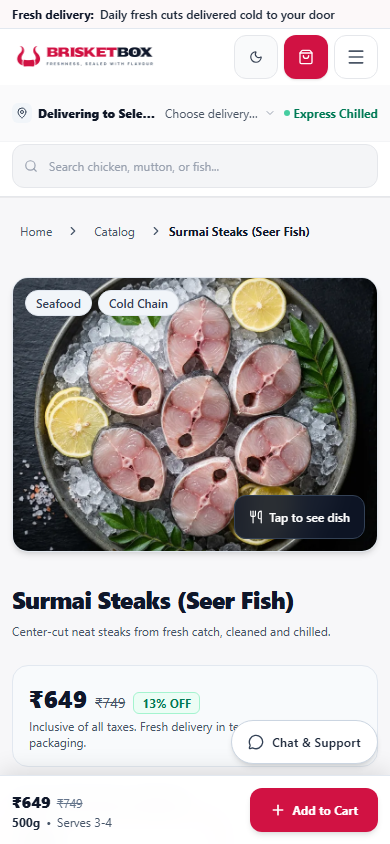 Fresh delivery: Daily fresh cuts delivered cold to your door
BRISKETBOX
FRESHNESS, SEALED WITH FLAVOUR
Delivering to Sele... Choose delivery... Express Chilled
Search chicken, mutton, or fish...
Home > Catalog > Surmai Steaks (Seer Fish)
Seafood Cold Chain
Tap to see dish
Surmai Steaks (Seer Fish)
Center-cut neat steaks from fresh catch, cleaned and chilled.
₹649 ₹749 13% OFF
Inclusive of all taxes. Fresh delivery in
packaging.
Chat & Support
₹649 ₹749
500g • Serves 3-4
Add to Cart